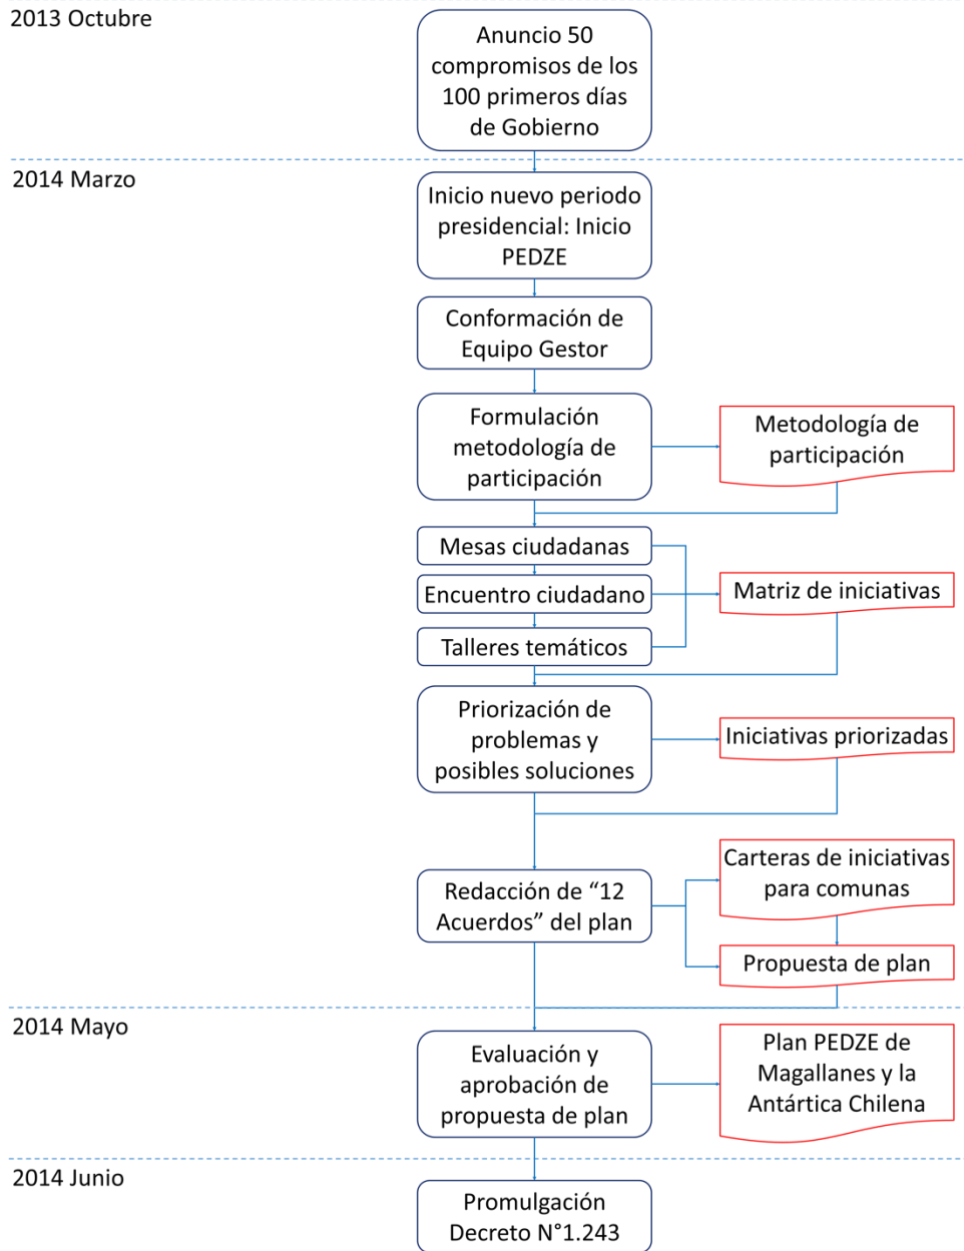 2013 Octubre
Anuncio 50
compromisos de los
100 primeros días
de Gobierno
2014 Marzo
Inicio nuevo periodo
presidencial: Inicio
PEDZE
Conformación de
Equipo Gestor
Formulación
metodología de
participación
Metodología de
participación
Mesas ciudadanas
Encuentro ciudadano
Talleres temáticos
Matriz de iniciativas
Priorización de
problemas y
posibles soluciones
Iniciativas priorizadas
Redacción de “12
Acuerdos” del plan
Carteras de iniciativas
para comunas
Propuesta de plan
2014 Mayo
Evaluación y
aprobación de
propuesta de plan
Plan PEDZE de
Magallanes y la
Antártica Chilena
2014 Junio
Promulgación
Decreto N°1.243